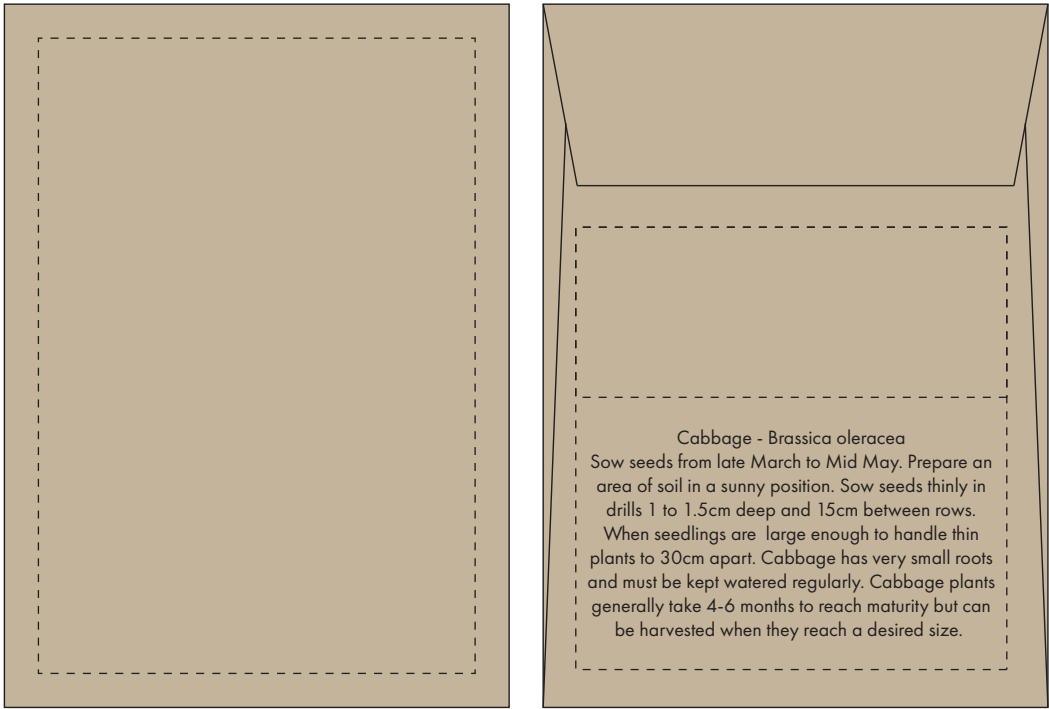 Cabbage - Brassica oleracea
Sow seeds from late March to Mid May. Prepare an
area of soil in a sunny position. Sow seeds thinly in
drills 1 to 1.5cm deep and 15cm between rows.
When seedlings are  large enough to handle thin
plants to 30cm apart. Cabbage has very small roots
and must be kept watered regularly. Cabbage plants
generally take 4-6 months to reach maturity but can
be harvested when they reach a desired size.